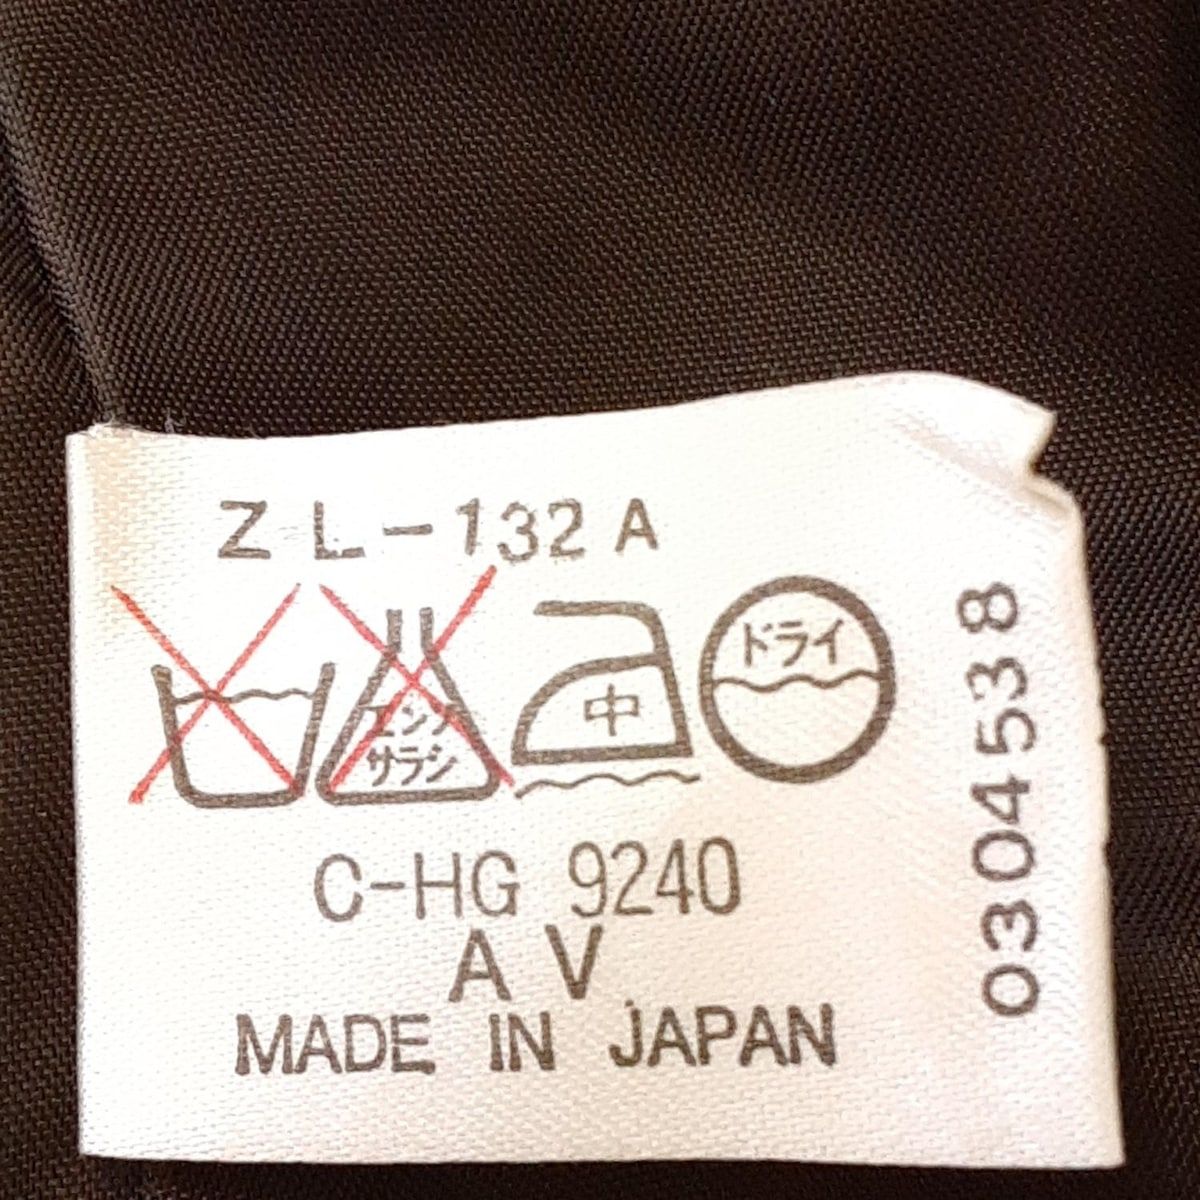 ZL-132A
エンソ
サラシ
中
ドライ
C-HG 9240
AV
MADE IN JAPAN
0304538